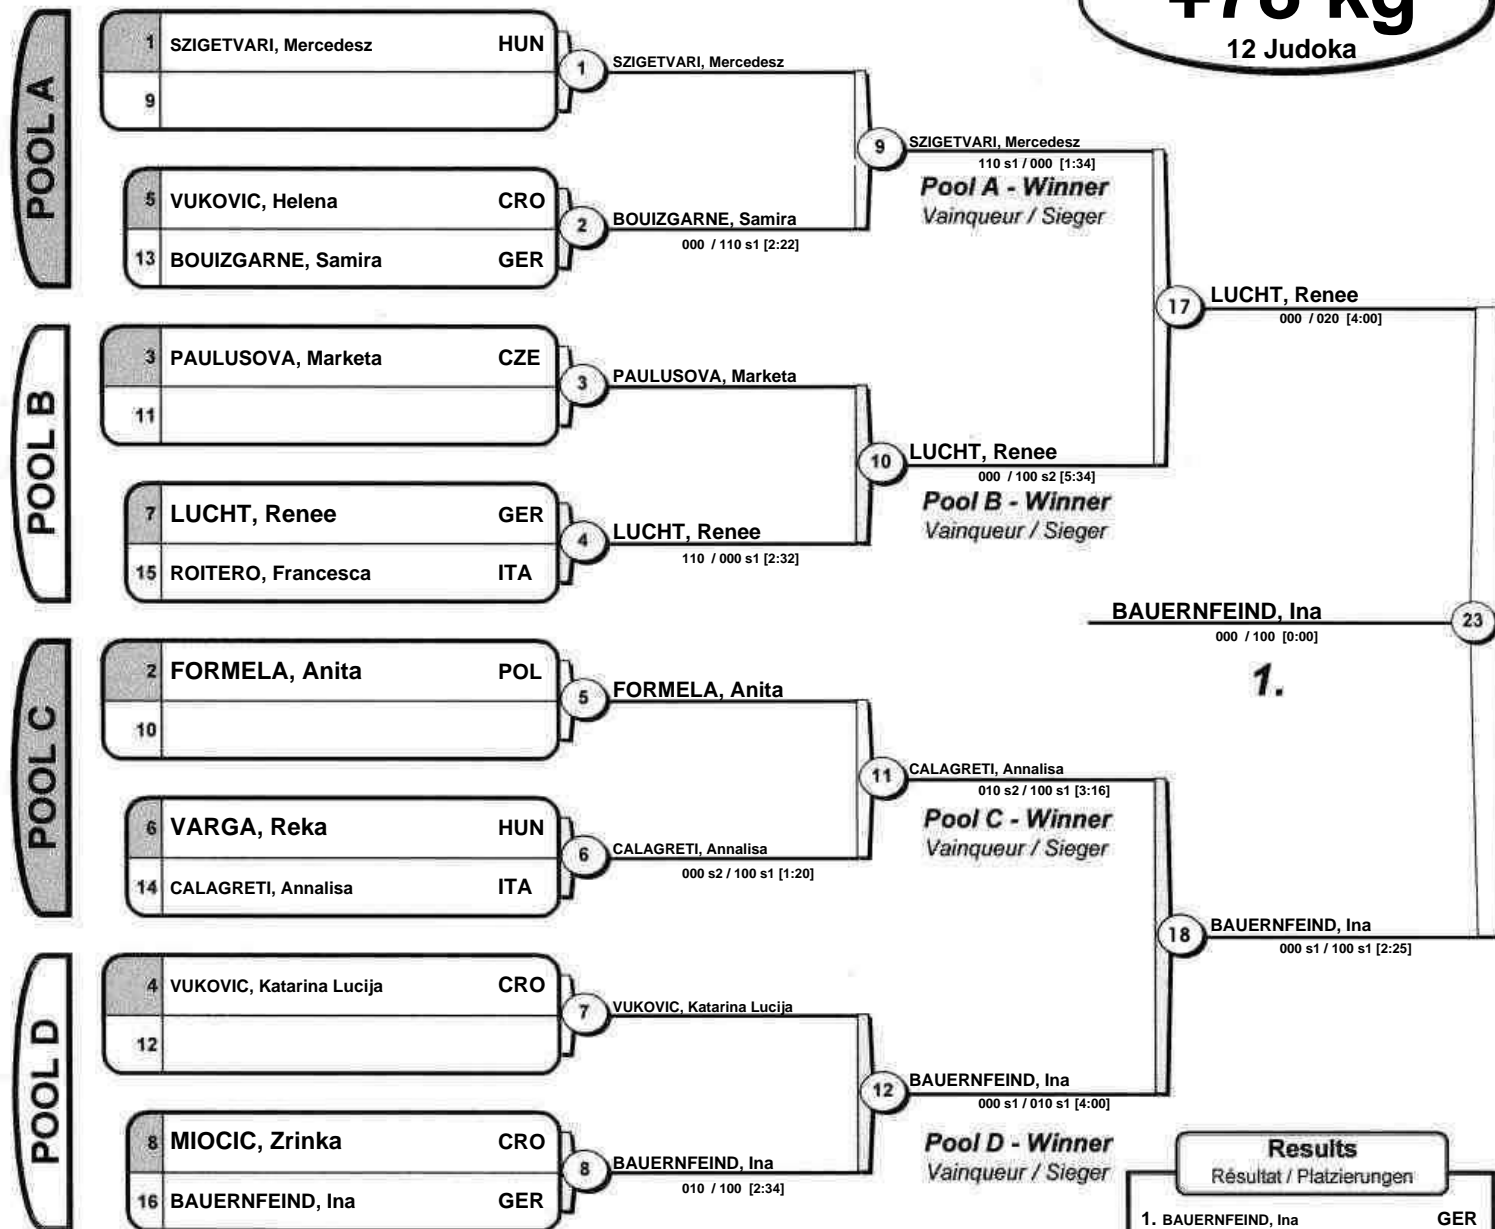 +78 kg
12 Judoka
POOL A
1 SZIGETVARI, Mercedesz HUN
9
5 VUKOVIC, Helena CRO
13 BOUIZGARNE, Samira GER
1 SZIGETVARI, Mercedesz
2 BOUIZGARNE, Samira
000 / 110 s1 [2:22]
9 SZIGETVARI, Mercedesz
110 s1 / 000 [1:34]
Pool A - Winner
Vainqueur / Sieger
POOL B
3 PAULUSOVA, Marketa CZE
11
7 LUCHT, Renee GER
15 ROITERO, Francesca ITA
3 PAULUSOVA, Marketa
4 LUCHT, Renee
110 / 000 s1 [2:32]
10 LUCHT, Renee
000 / 100 s2 [5:34]
Pool B - Winner
Vainqueur / Sieger
17 LUCHT, Renee
000 / 020 [4:00]
BAUERNFEIND, Ina 23
000 / 100 [0:00]
1.
POOL C
2 FORMELA, Anita POL
10
6 VARGA, Reka HUN
14 CALAGRETI, Annalisa ITA
5 FORMELA, Anita
6 CALAGRETI, Annalisa
000 s2 / 100 s1 [1:20]
11 CALAGRETI, Annalisa
010 s2 / 100 s1 [3:16]
Pool C - Winner
Vainqueur / Sieger
POOL D
4 VUKOVIC, Katarina Lucija CRO
12
8 MIOCIC, Zrinka CRO
16 BAUERNFEIND, Ina GER
7 VUKOVIC, Katarina Lucija
8 BAUERNFEIND, Ina
010 / 100 [2:34]
12 BAUERNFEIND, Ina
000 s1 / 010 s1 [4:00]
Pool D - Winner
Vainqueur / Sieger
18 BAUERNFEIND, Ina
000 s1 / 100 s1 [2:25]
Results
Résultat / Platzierungen
1. BAUERNFEIND, Ina GER